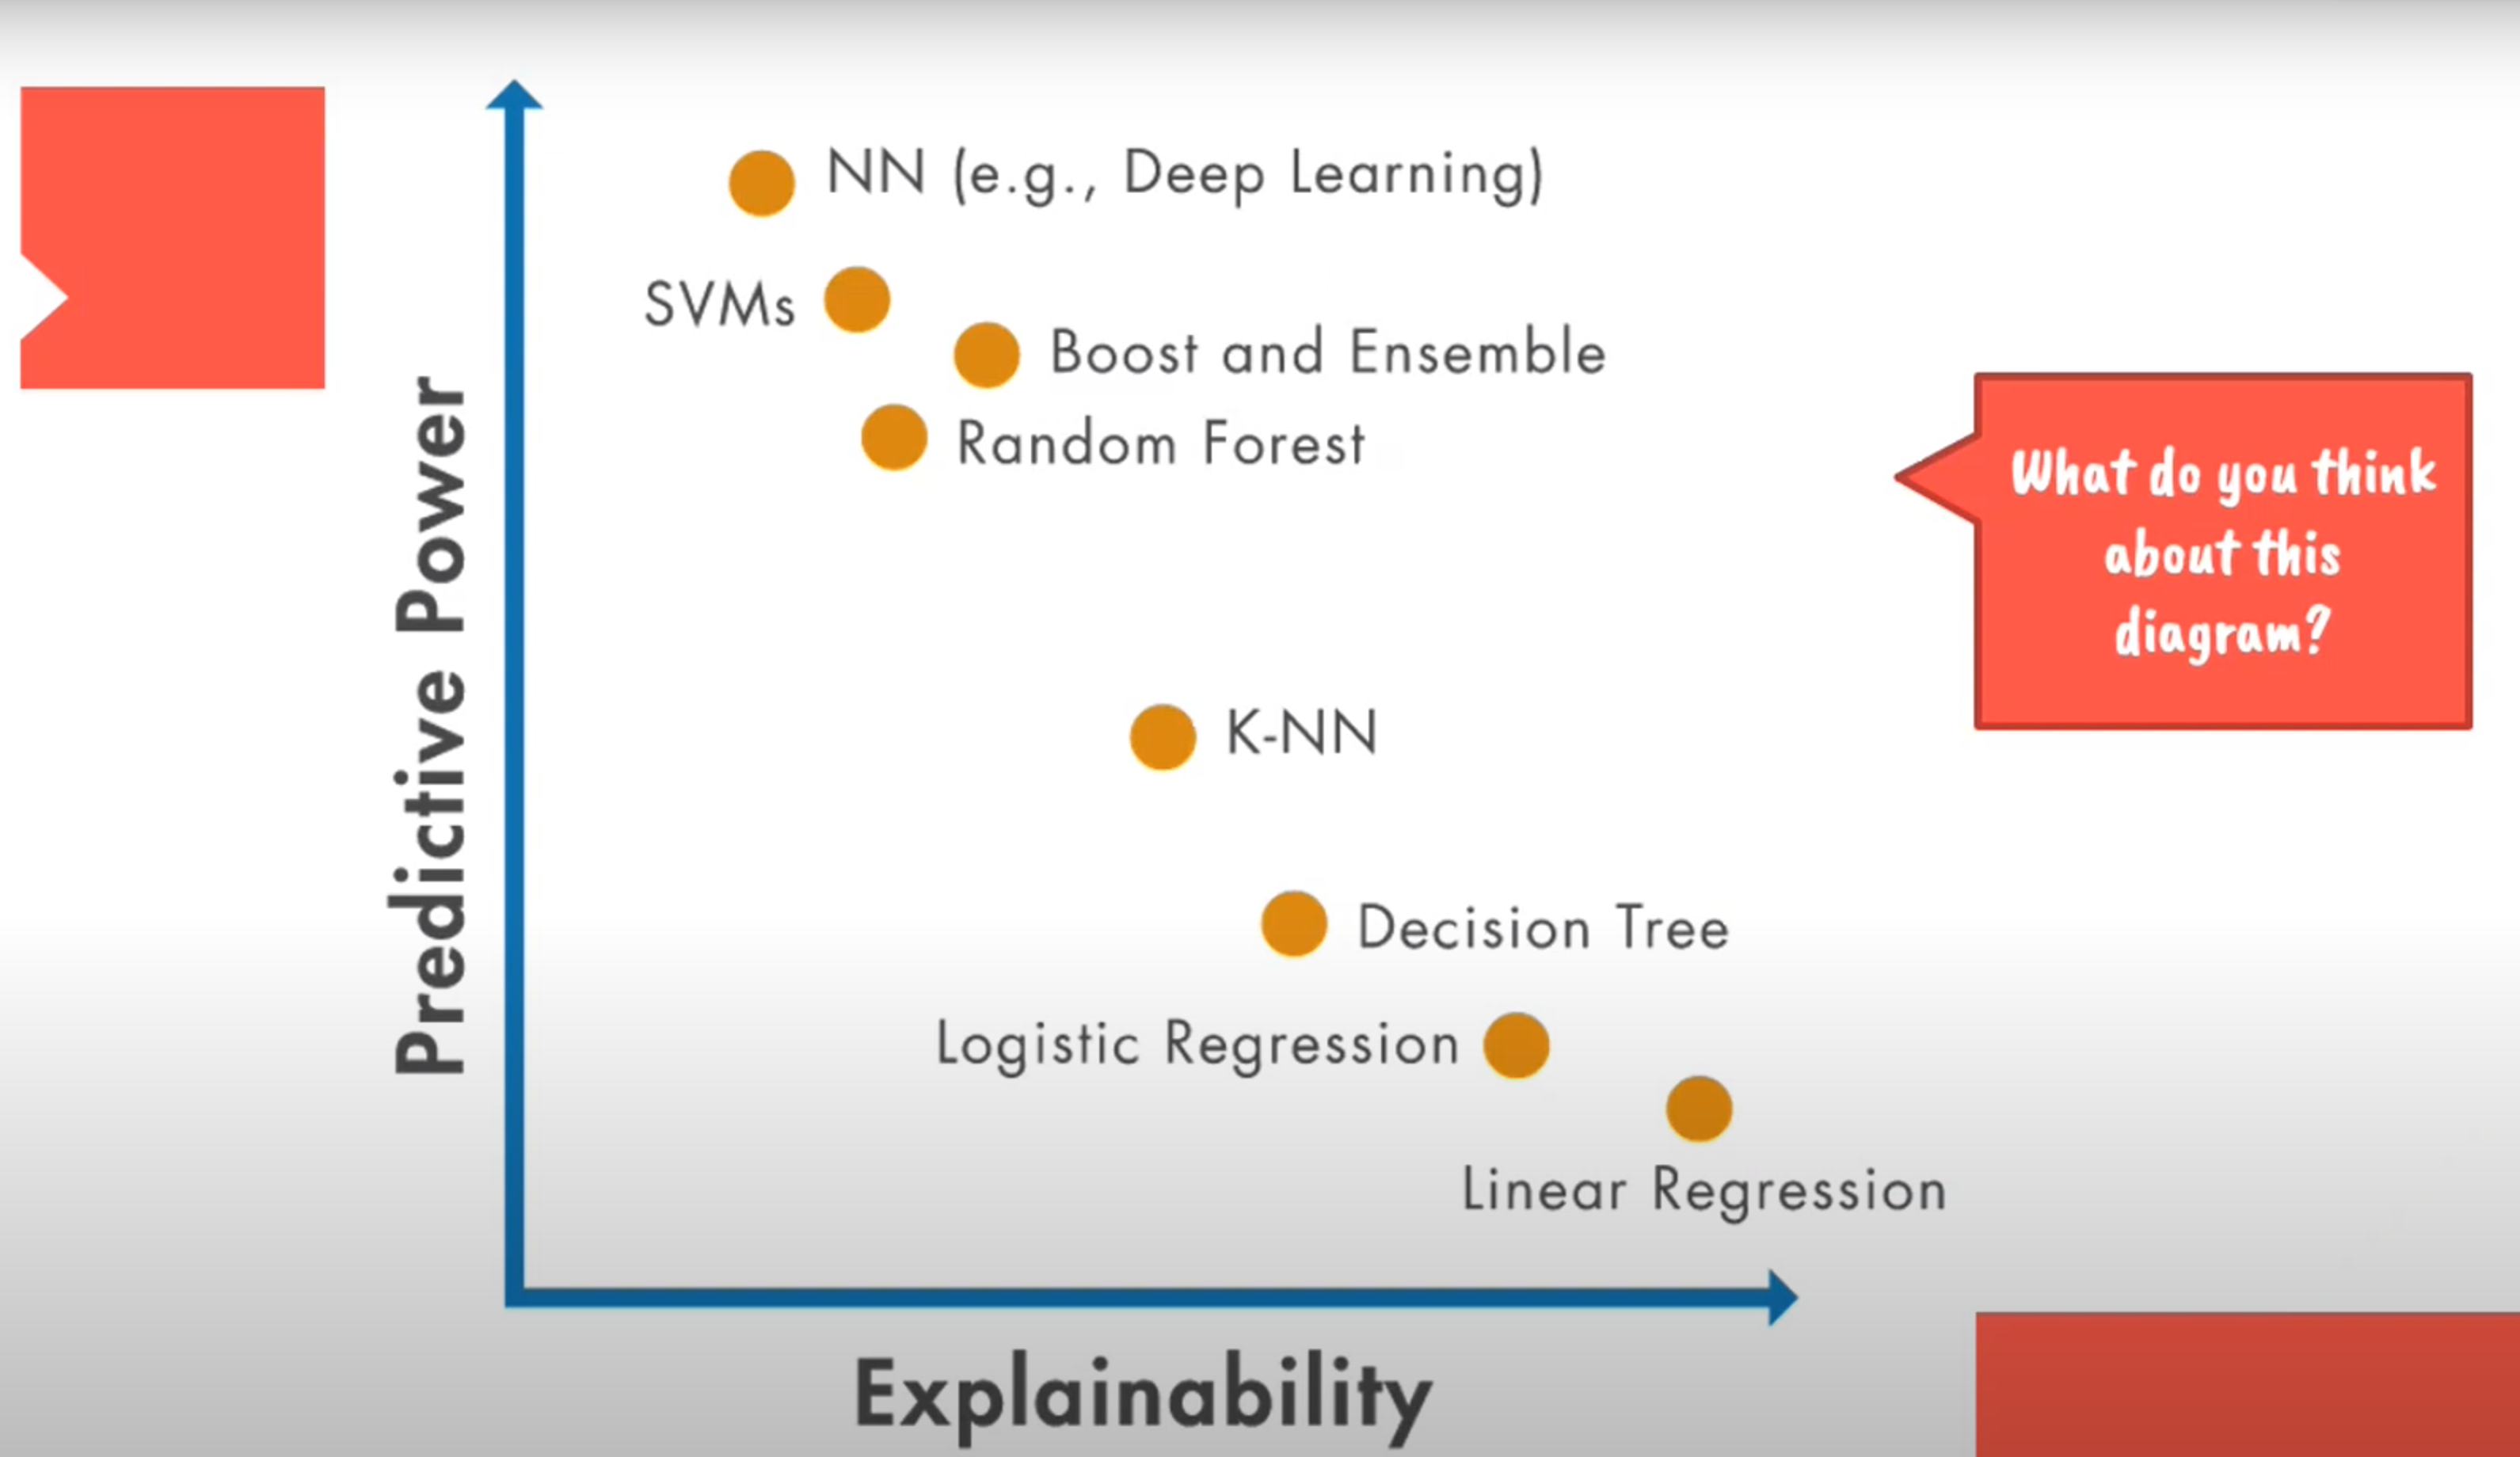 Predictive Power
NN (e.g., Deep Learning)
SVMs
Boost and Ensemble
Random Forest
K-NN
Decision Tree
Logistic Regression
Linear Regression
Explainability
What do you think
about this
diagram?